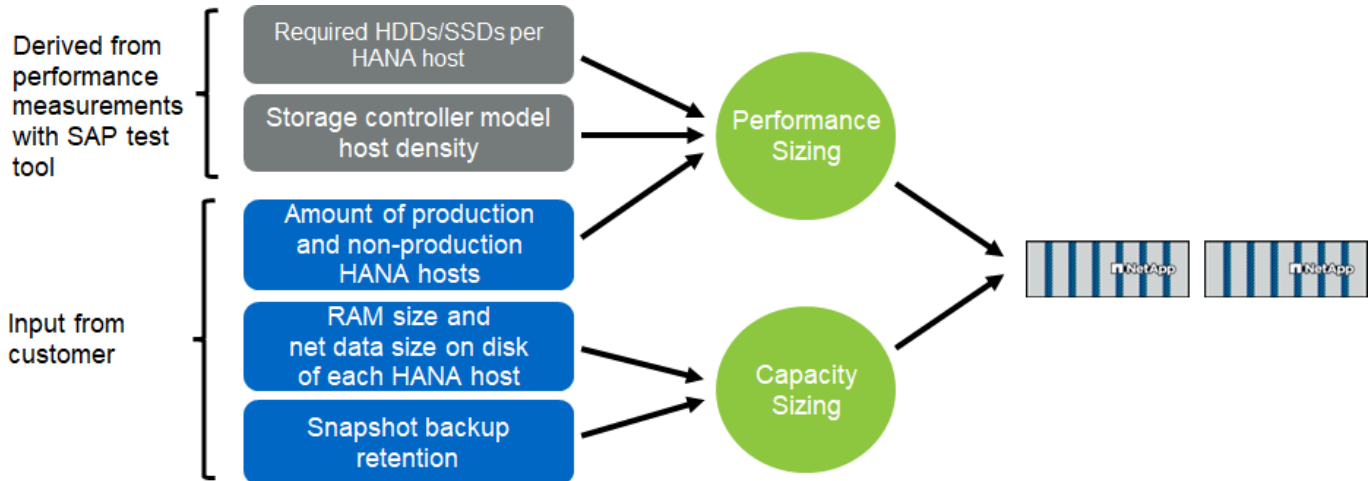 Derived from
performance
measurements
with SAP test
tool
Required HDDs/SSDs per
HANA host
Storage controller model
host density
Amount of production
and non-production
HANA hosts
Input from
customer
RAM size and
net data size on disk
of each HANA host
Snapshot backup
retention
Performance
Sizing
Capacity
Sizing
NetApp
NetApp